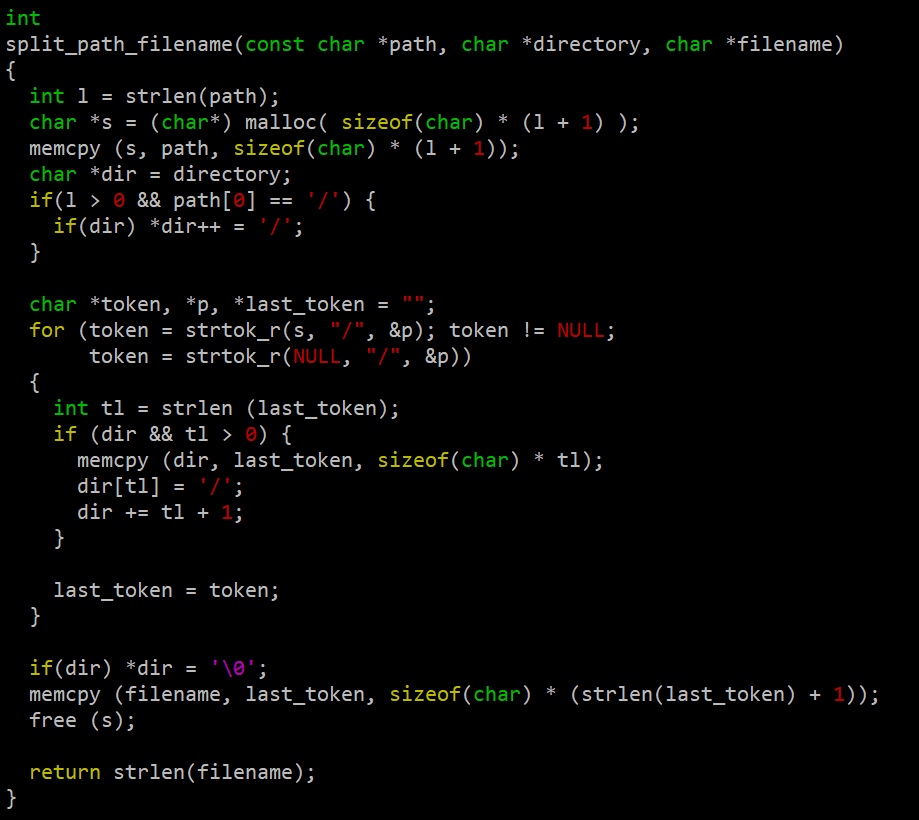 int
split_path_filename(const char *path, char *directory, char *filename)
{
  int l = strlen(path);
  char *s = (char*) malloc( sizeof(char) * (l + 1) );
  memcpy (s, path, sizeof(char) * (l + 1));
  char *dir = directory;
  if(l > 0 && path[0] == '/') {
    if(dir) *dir++ = '/';
  }

  char *token, *p, *last_token = "";
  for (token = strtok_r(s, "/", &p); token != NULL;
       token = strtok_r(NULL, "/", &p))
  {
    int tl = strlen (last_token);
    if (dir && tl > 0) {
      memcpy (dir, last_token, sizeof(char) * tl);
      dir[tl] = '/';
      dir += tl + 1;
    }

    last_token = token;
  }

  if(dir) *dir = '\0';
  memcpy (filename, last_token, sizeof(char) * (strlen(last_token) + 1));
  free (s);

  return strlen(filename);
}